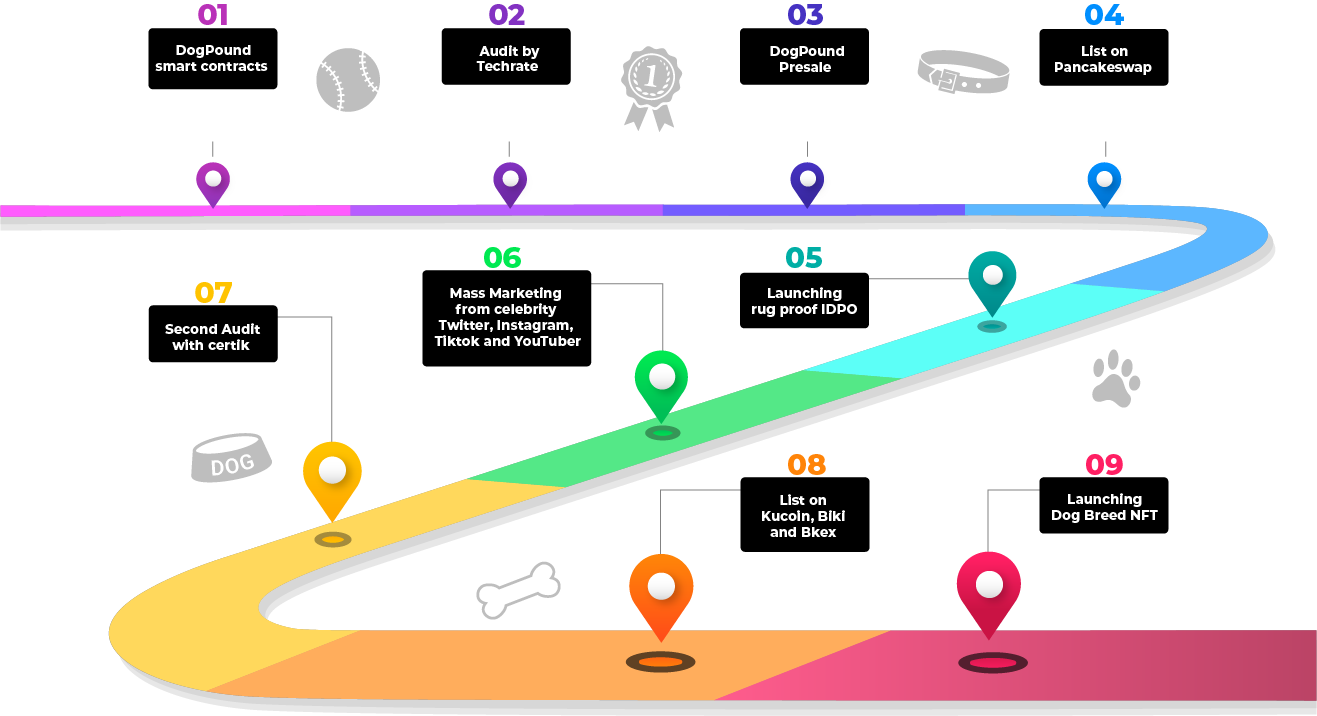 01
DogPound
smart contracts
02
Audit by
Techrate
1
03
DogPound
Presale
04
List on
Pancakeswap
05
Launching
rug proof IDPO
06
Mass Marketing
from celebrity
Twitter, Instagram,
Tiktok and YouTuber
07
Second Audit
with certik
DOG
08
List on
Kucoin, Biki
and Bkex
09
Launching
Dog Breed NFT